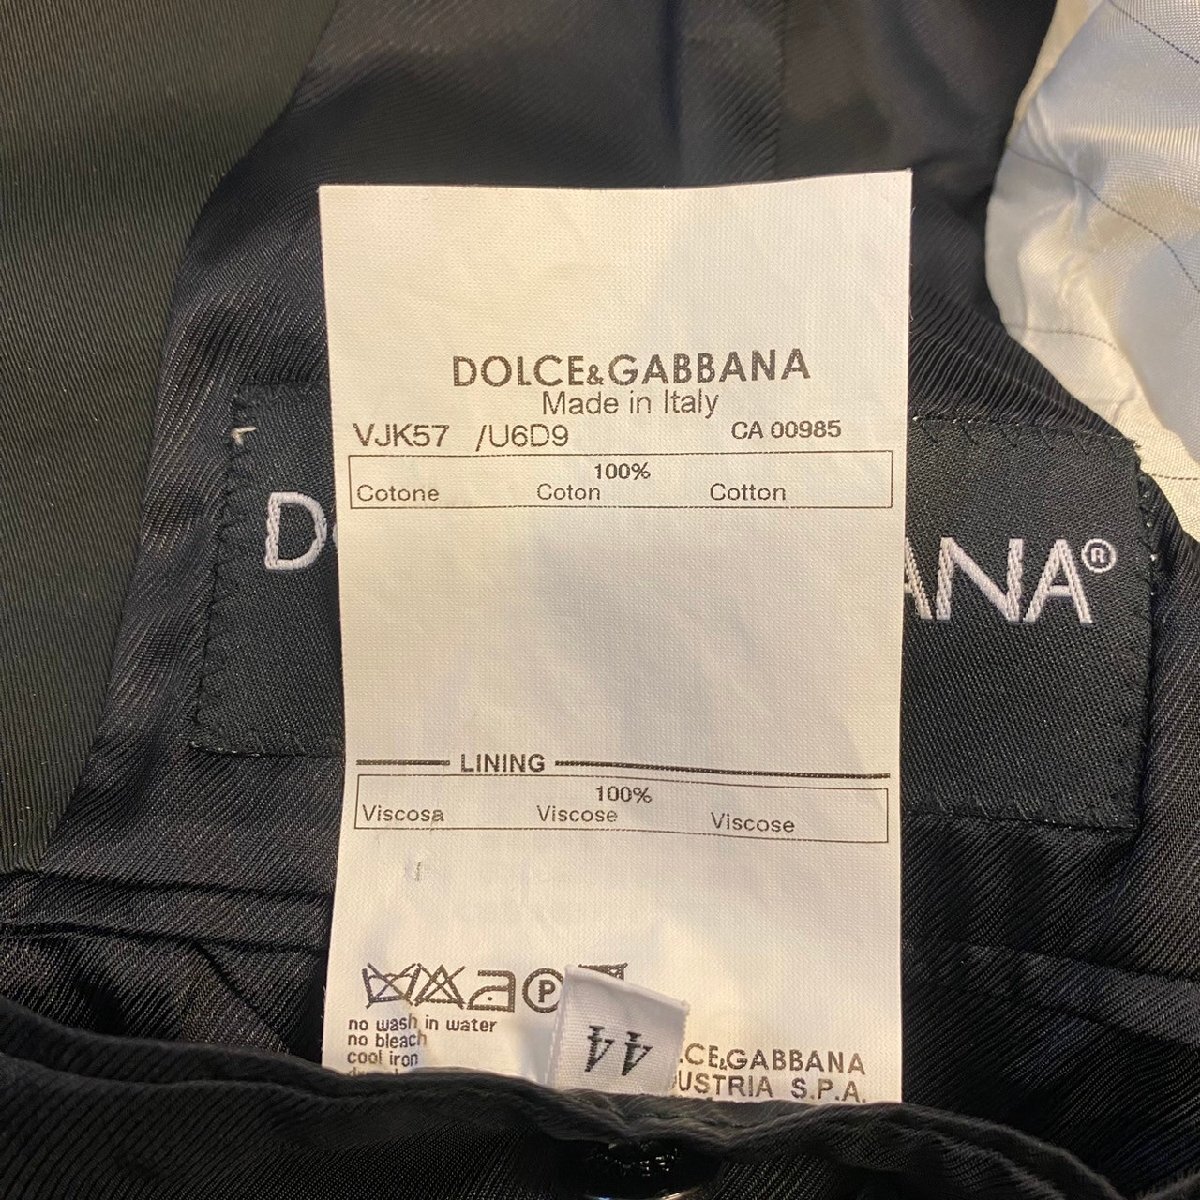 DOLCE&GABBANA
Made in Italy
VJK57 /U6D9 CA 00985
100%
Cotone Coton Cotton
D ANA®
LINING
100%
Viscosa Viscose Viscose
P
no wash in water
no bleach
cool iron
44
LCE&GABBANA
USTRIA S.P.A.